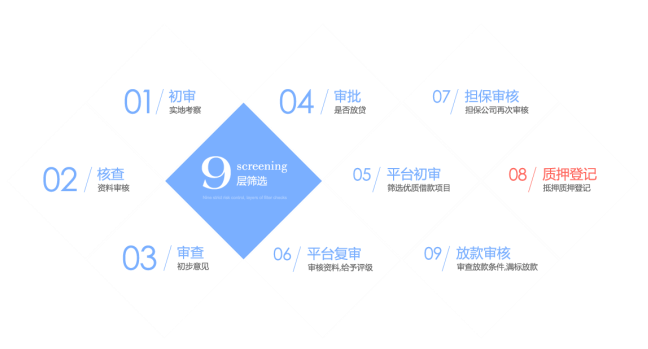 01 初审
实地考察
02 核查
资料审核
03 审查
初步意见
9 screening
层筛选
04 审批
是否放贷
05 平台初审
筛选优质借款项目
06 平台复审
审核资料,给予评级
07 担保审核
担保公司再次审核
08 质押登记
抵押质押登记
09 放款审核
审查放款条件,满标放款